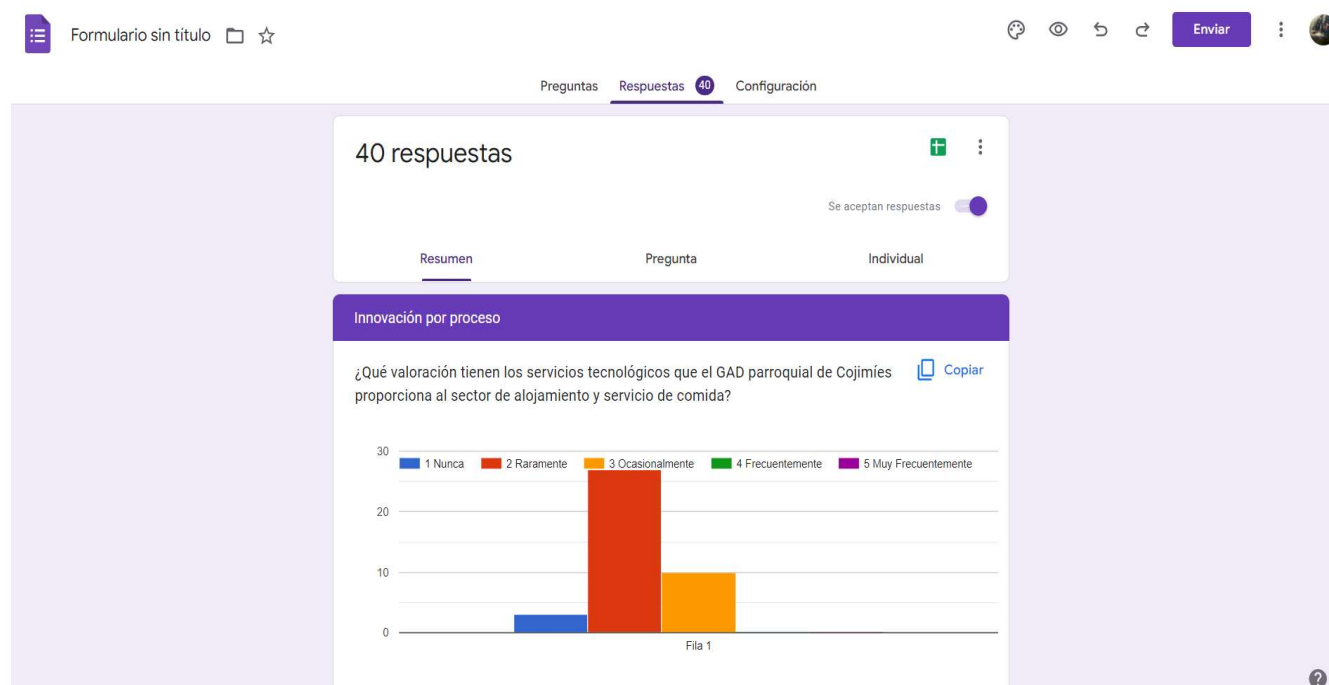 Formulario sin título
Enviar
Preguntas Respuestas 40 Configuración
40 respuestas
Se aceptan respuestas
Resumen Pregunta Individual
Innovación por proceso
¿Qué valoración tienen los servicios tecnológicos que el GAD parroquial de Cojimíes
proporciona al sector de alojamiento y servicio de comida?
Copiar
30
1 Nunca 2 Raramente 3 Ocasionalmente 4 Frecuentemente 5 Muy Frecuentemente
20
10
0
Fila 1
?